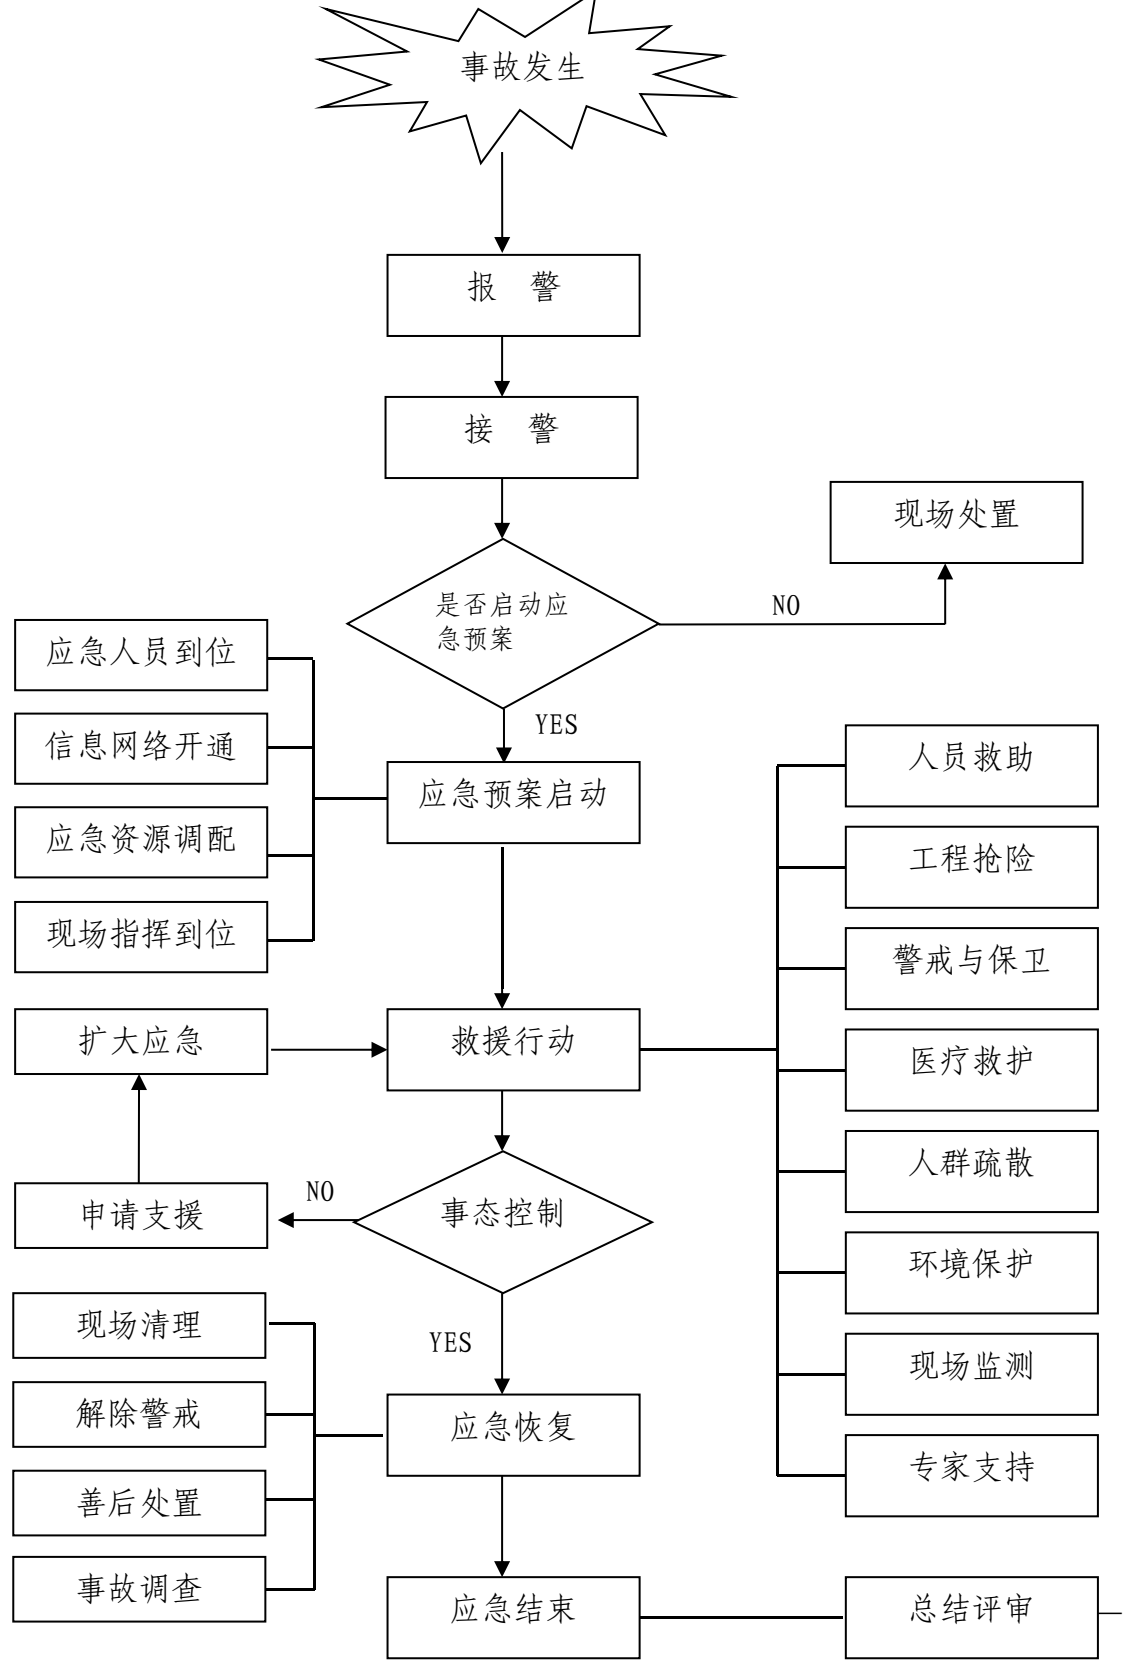 事故发生
报 警
接 警
现场处置
是否启动应
急预案
NO
YES
应急人员到位
信息网络开通
应急资源调配
现场指挥到位
应急预案启动
人员救助
工程抢险
警戒与保卫
医疗救护
人群疏散
环境保护
现场监测
专家支持
扩大应急
救援行动
申请支援
NO
事态控制
YES
现场清理
解除警戒
善后处置
事故调查
应急恢复
应急结束
总结评审